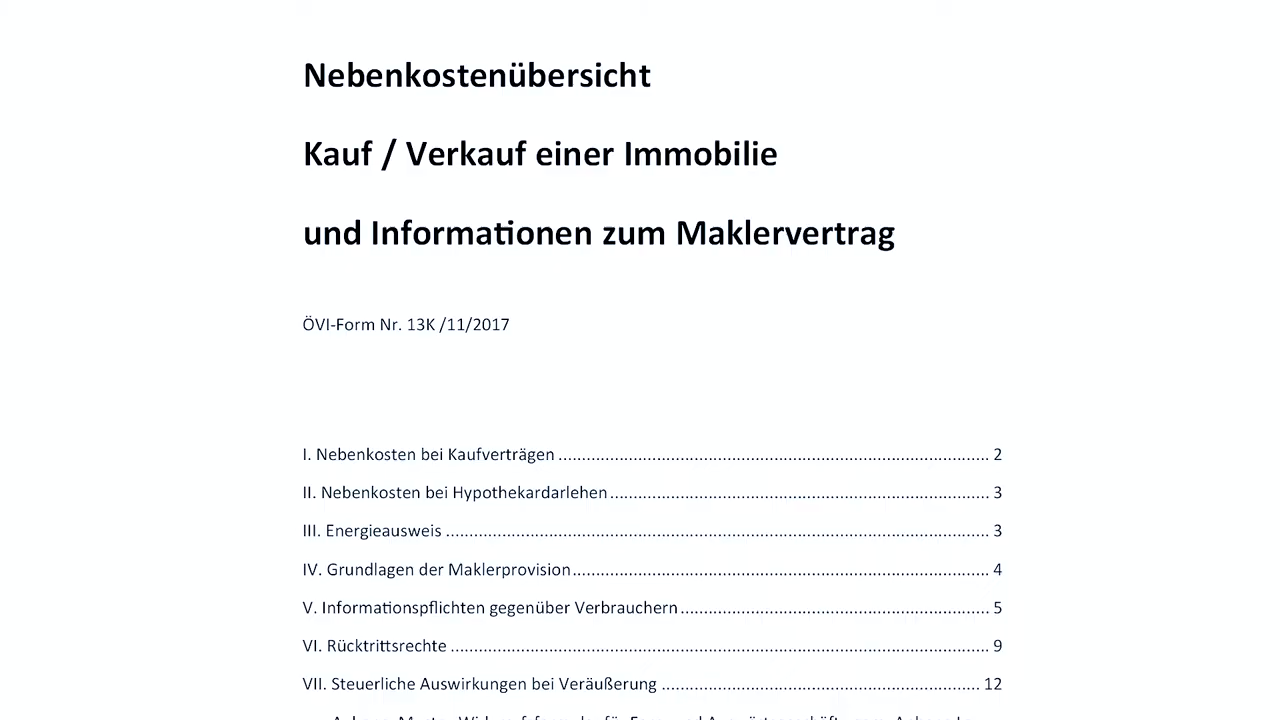 Nebenkostenübersicht
Kauf / Verkauf einer Immobilie
und Informationen zum Maklervertrag
ÖVI-Form Nr. 13K /11/2017
I. Nebenkosten bei Kaufverträgen ........................................................................................... 2
II. Nebenkosten bei Hypothekardarlehen ................................................................................ 3
III. Energieausweis ................................................................................................................... 3
IV. Grundlagen der Maklerprovision ........................................................................................ 4
V. Informationspflichten gegenüber Verbrauchern ................................................................. 5
VI. Rücktrittsrechte .................................................................................................................. 9
VII. Steuerliche Auswirkungen bei Veräußerung .................................................................... 12